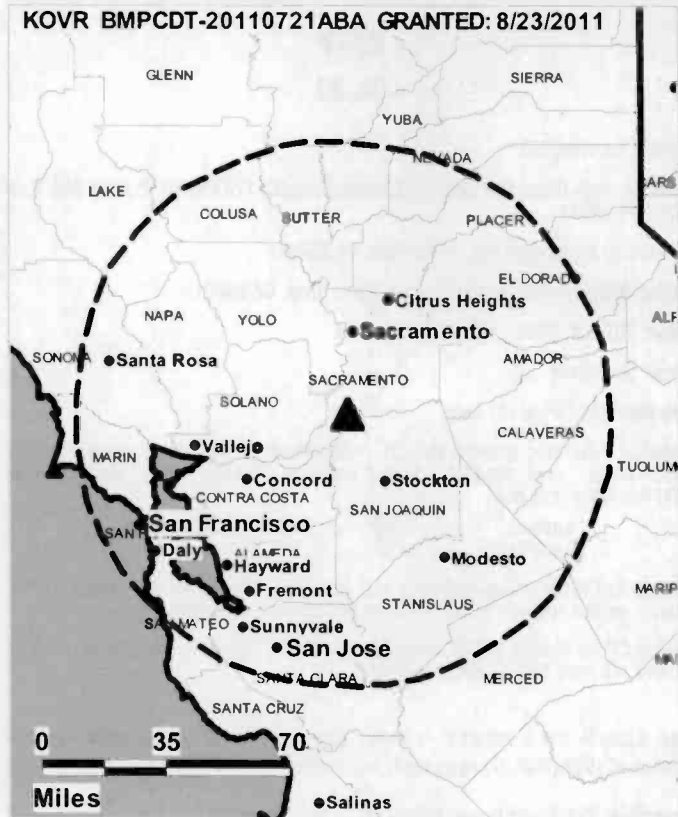 KOVR BMPCDT-20110721ABA GRANTED: 8/23/2011
GLENN
SIERRA
YUBA
NEVADA
LAKE
COLUSA
BUTTER
PLACER
EL DORADO
Citrus Heights
NAPA
YOLO
Sacramento
SONOMA
Santa Rosa
AMADOR
SACRAMENTO
SOLANO
CALAVERAS
MARIN
Vallejo
TUOLUM
Concord
Stockton
CONTRA COSTA
SAN JOAQUIN
San Francisco
Daly
ALAMEDA
Modesto
Hayward
Fremont
STANISLAUS
MARIP
SAN MATEO
Sunnyvale
San Jose
SANTA CLARA
MERCED
SANTA CRUZ
0 35 70
Miles
Salinas